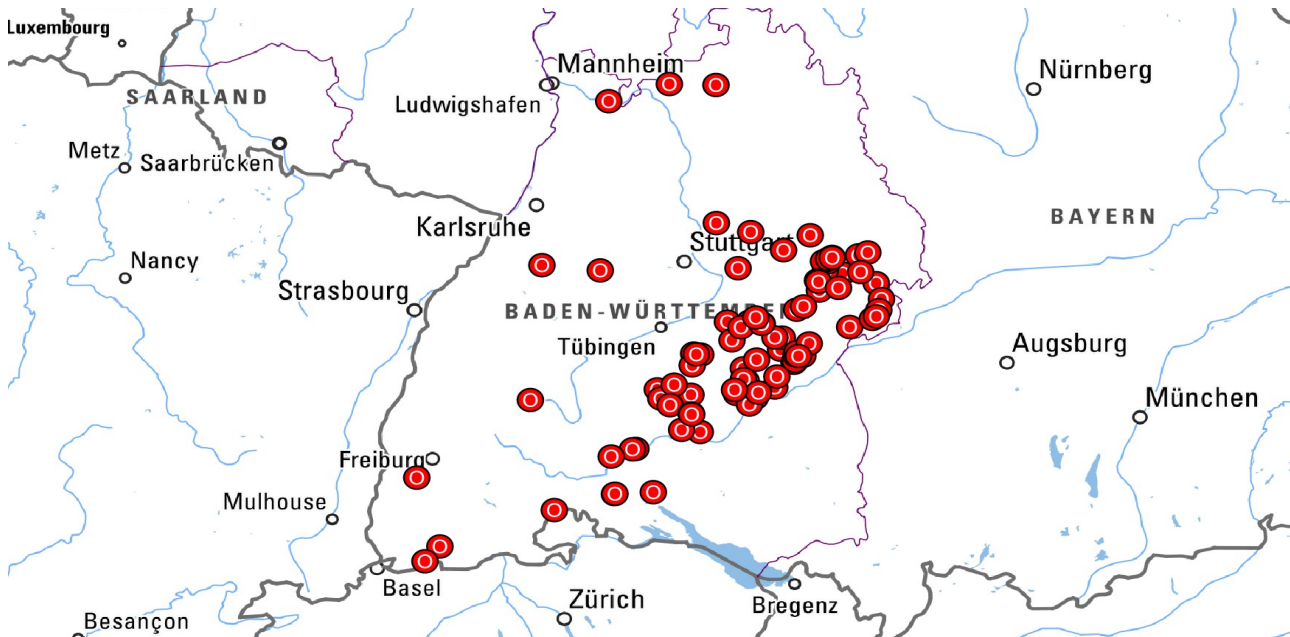 Luxembourg
Mannheim
Nürnberg
SAARLAND
Ludwigshafen
Metz
Saarbrücken
Karlsruhe
BAYERN
Stuttgart
Nancy
Strasbourg
BADEN-WÜRTTEMBER
Tübingen
Augsburg
München
Freiburg
Mulhouse
Basel
Zürich
Bregenz
Besançon